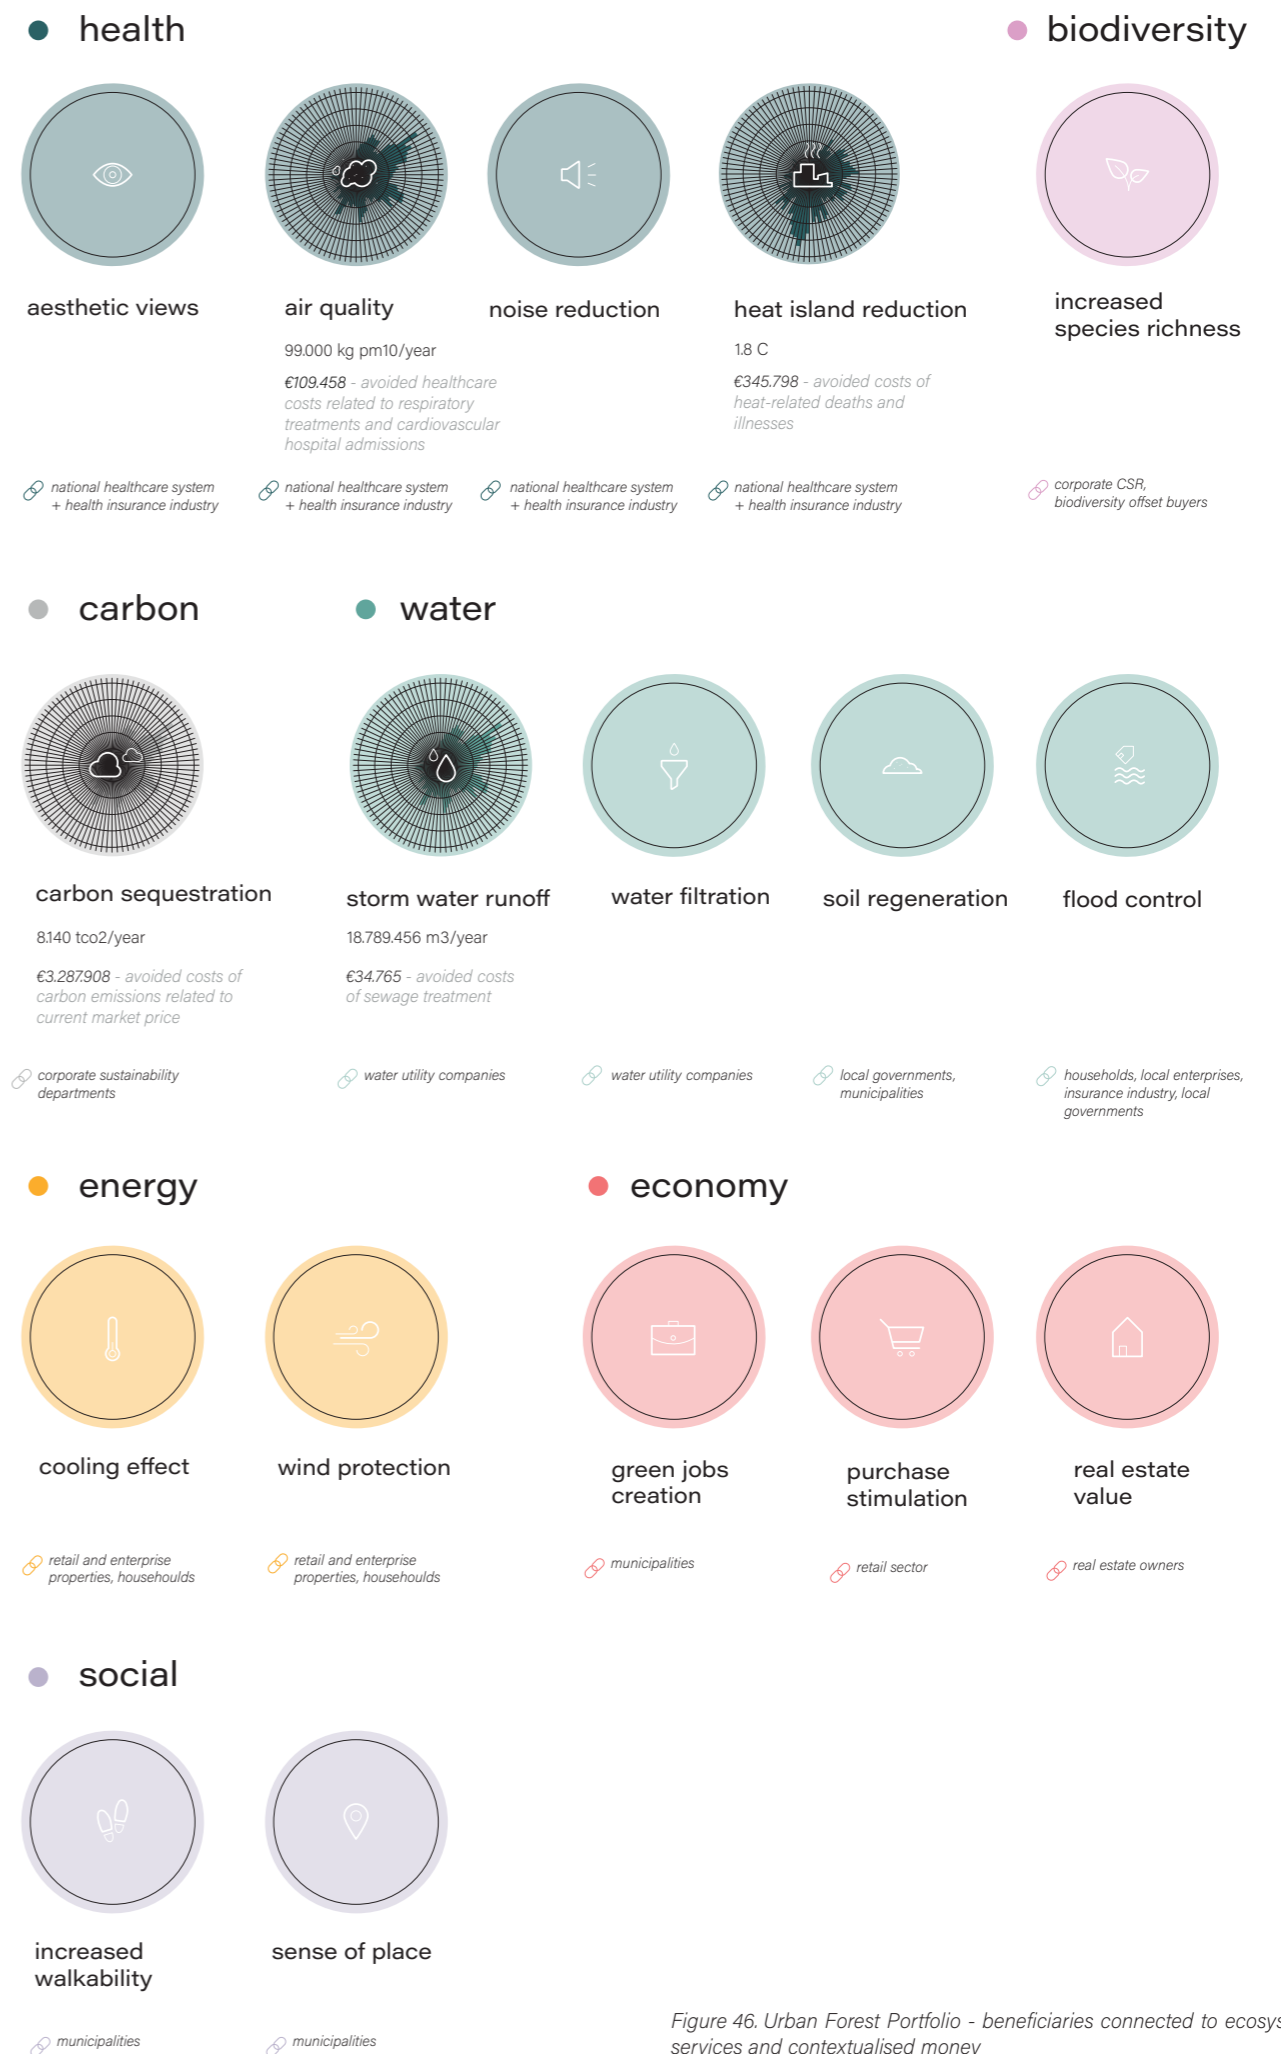 health
aesthetic views
national healthcare system
+ health insurance industry
air quality
99.000 kg pm10/year
€109.458 - avoided healthcare
costs related to respiratory
treatments and cardiovascular
hospital admissions
national healthcare system
+ health insurance industry
noise reduction
national healthcare system
+ health insurance industry
heat island reduction
1.8 C
€345.798 - avoided costs of
heat-related deaths and
illnesses
national healthcare system
+ health insurance industry
biodiversity
increased
species richness
corporate CSR,
biodiversity offset buyers
carbon
carbon sequestration
8.140 tco2/year
€3.287.908 - avoided costs of
carbon emissions related to
current market price
corporate sustainability
departments
water
storm water runoff
18.789.456 m3/year
€34.765 - avoided costs
of sewage treatment
water utility companies
water filtration
water utility companies
soil regeneration
local governments,
municipalities
flood control
households, local enterprises,
insurance industry, local
governments
energy
cooling effect
retail and enterprise
properties, househoulds
wind protection
retail and enterprise
properties, househoulds
economy
green jobs
creation
municipalities
purchase
stimulation
retail sector
real estate
value
real estate owners
social
increased
walkability
municipalities
sense of place
municipalities
Figure 46. Urban Forest Portfolio - beneficiaries connected to ecosys
services and contextualised money